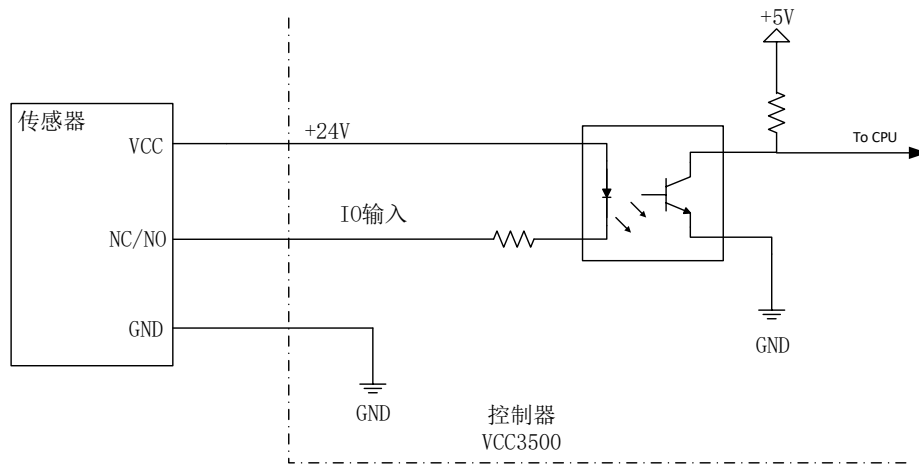 +5V
传感器
VCC
+24V
To CPU
IO输入
NC/NO
GND
GND
GND
控制器
VCC3500